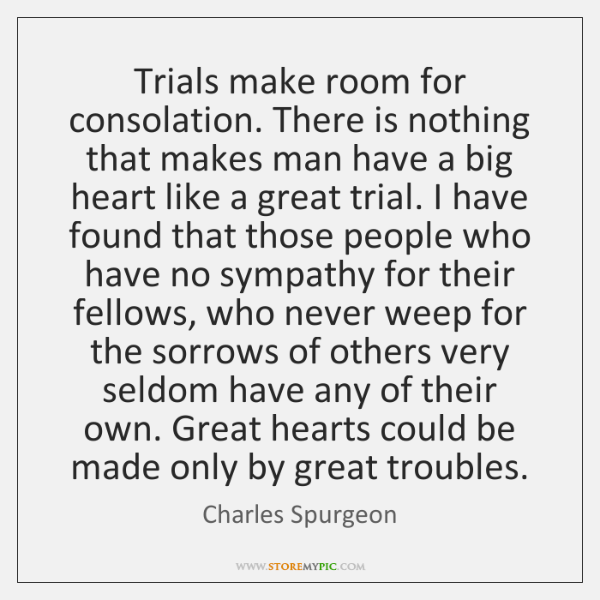 Trials make room for
consolation. There is nothing
that makes man have a big
heart like a great trial. I have
found that those people who
have no sympathy for their
fellows, who never weep for
the sorrows of others very
seldom have any of their
own. Great hearts could be
made only by great troubles.
Charles Spurgeon
WWW.STOREMYPIC.COM